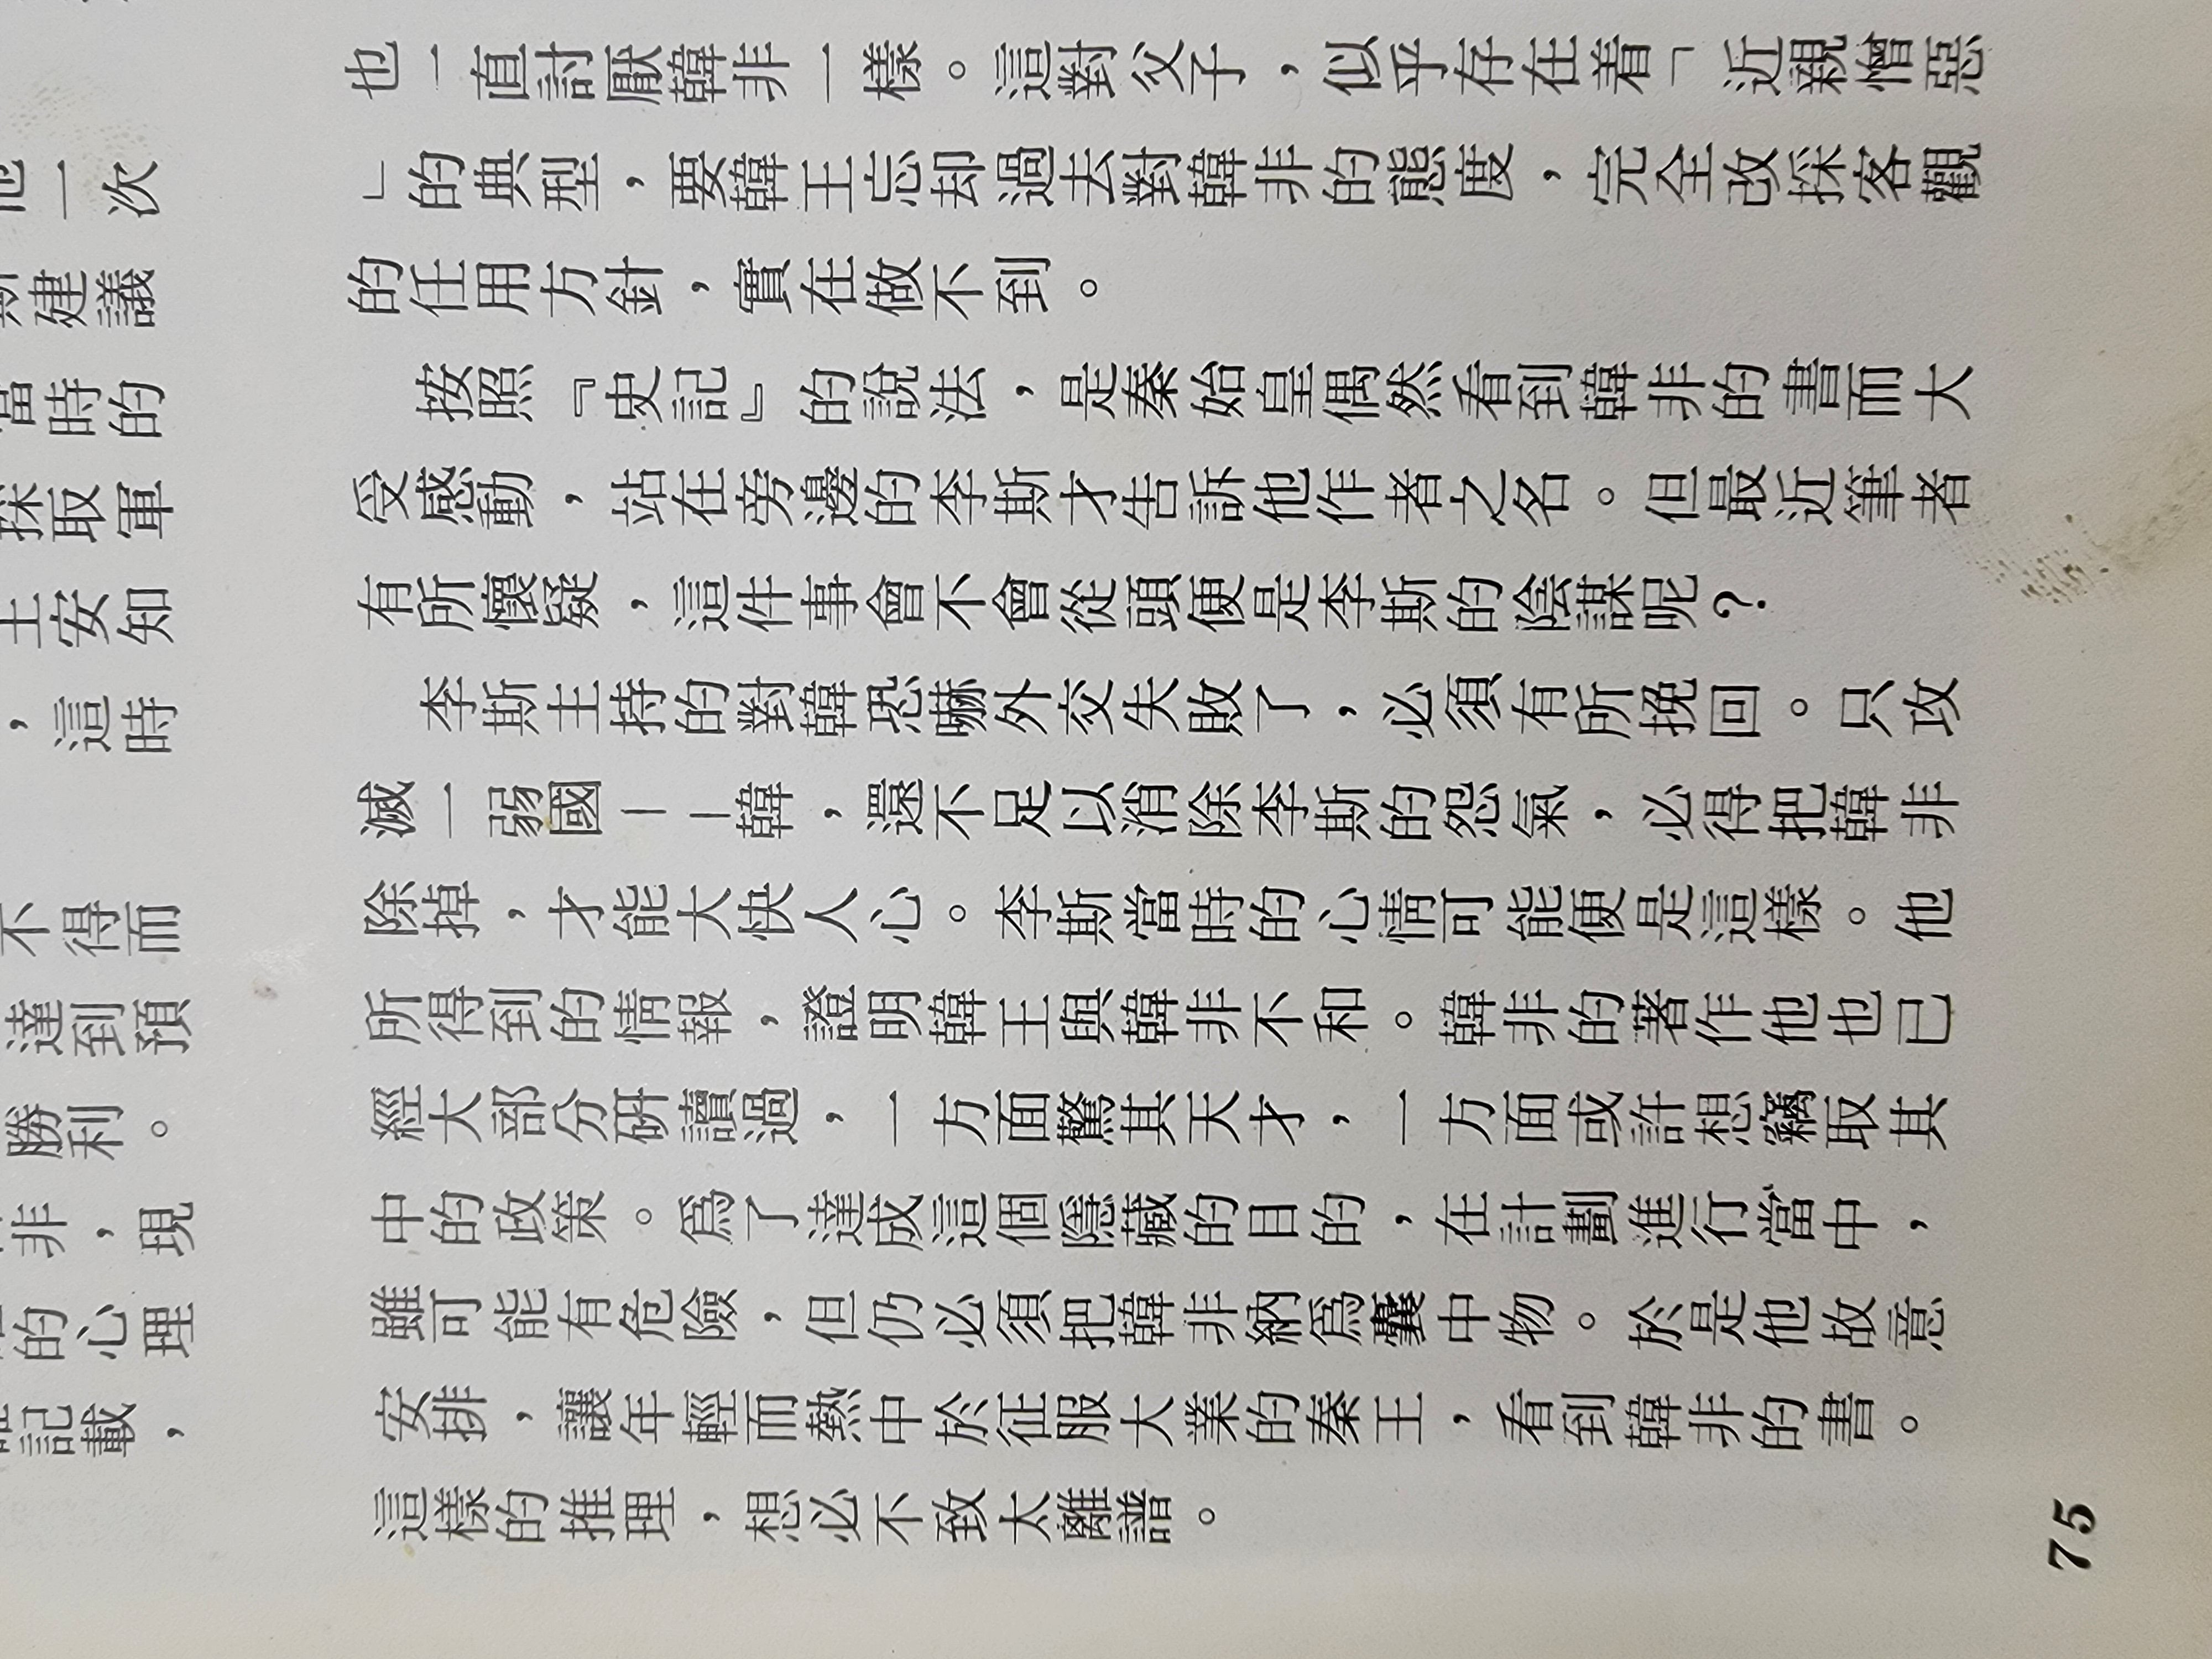 他一次
斯建議
當時的
採取軍
王安知
，這時
不得而
達到預
勝利。
非，現
的心理
記載，
也一直討厭韓非一樣。這對父子，似乎存在着「近親憎惡
」的典型，要韓王忘却過去對韓非的態度，完全改採客觀
的任用方針，實在做不到。
按照『史記』的說法，是秦始皇偶然看到韓非的書而大
受感動，站在旁邊的李斯才告訴他作者之名。但最近筆者
有所懷疑，這件事會不會從頭便是李斯的陰謀呢？
李斯主持的對韓恐嚇外交失敗了，必須有所挽回。只攻
滅一弱國——韓，還不足以消除李斯的怨氣，必得把韓非
除掉，才能大快人心。李斯當時的心情可能便是這樣。他
所得到的情報，證明韓王與韓非不和。韓非的著作他也已
經大部分研讀過，一方面驚其天才，一方面或許想竊取其
中的政策。爲了達成這個隱藏的目的，在計劃進行當中，
雖可能有危險，但仍必須把韓非納爲囊中物。於是他故意
安排，讓年輕而熱中於征服大業的秦王，看到韓非的書。
這樣的推理，想必不致太離譜。
75